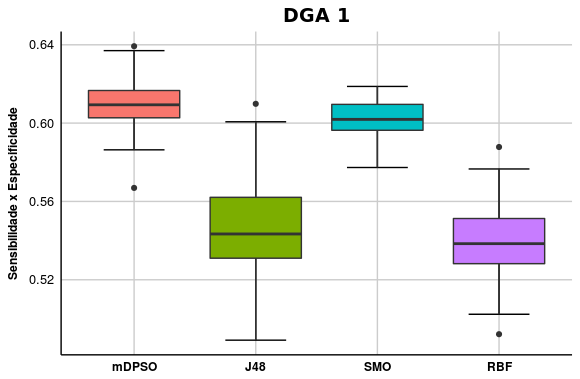 DGA 1
Sensibilidade x Especificidade
0.64
0.60
0.56
0.52
mDPSO J48 SMO RBF